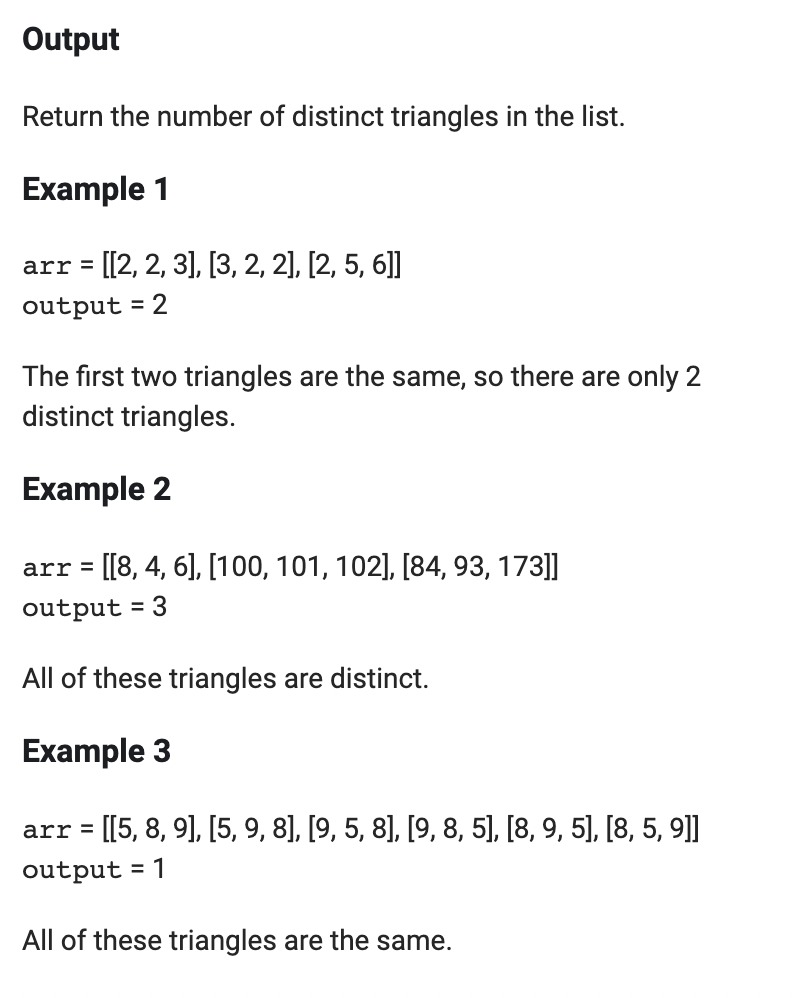 Output
Return the number of distinct triangles in the list.
Example 1
arr = [[2, 2, 3], [3, 2, 2], [2, 5, 6]]
output = 2
The first two triangles are the same, so there are only 2
distinct triangles.
Example 2
arr = [[8, 4, 6], [100, 101, 102], [84, 93, 173]]
output = 3
All of these triangles are distinct.
Example 3
arr = [[5, 8, 9], [5, 9, 8], [9, 5, 8], [9, 8, 5], [8, 9, 5], [8, 5, 9]]
output = 1
All of these triangles are the same.